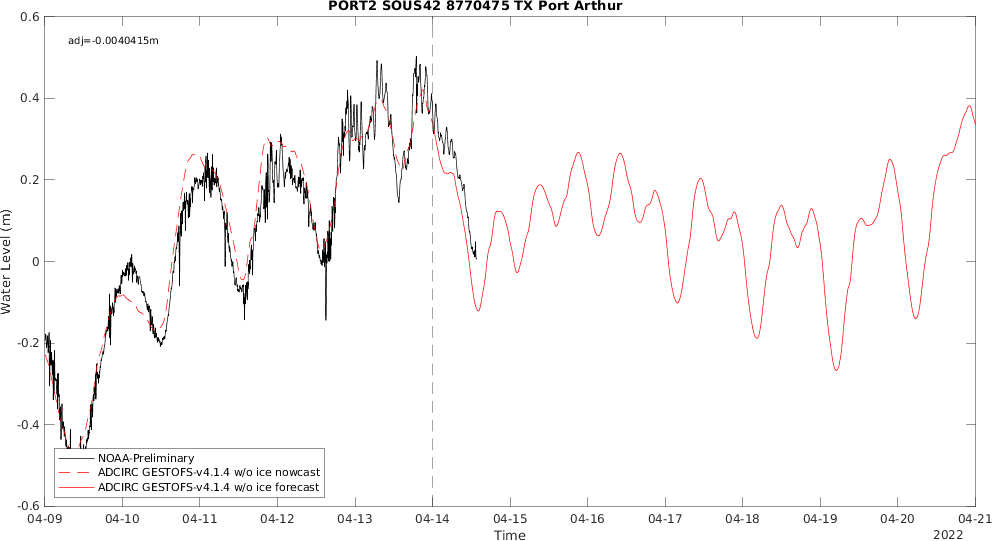 PORT2 SOUS42 8770475 TX Port Arthur
adj=-0.0040415m
0.6
0.4
0.2
0
-0.2
-0.4
-0.6
Water Level (m)
NOAA-Preliminary
ADCIRC GESTOFS-v4.1.4 w/o ice nowcast
ADCIRC GESTOFS-v4.1.4 w/o ice forecast
04-09 04-10 04-11 04-12 04-13 04-14 04-15 04-16 04-17 04-18 04-19 04-20 04-21
Time
2022